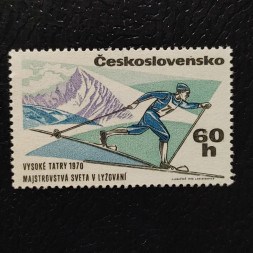 Československo
60
h
VYSOKÉ TATRY 1970
MAJSTROVSTVÁ SVETA V LYŽOVANÍ